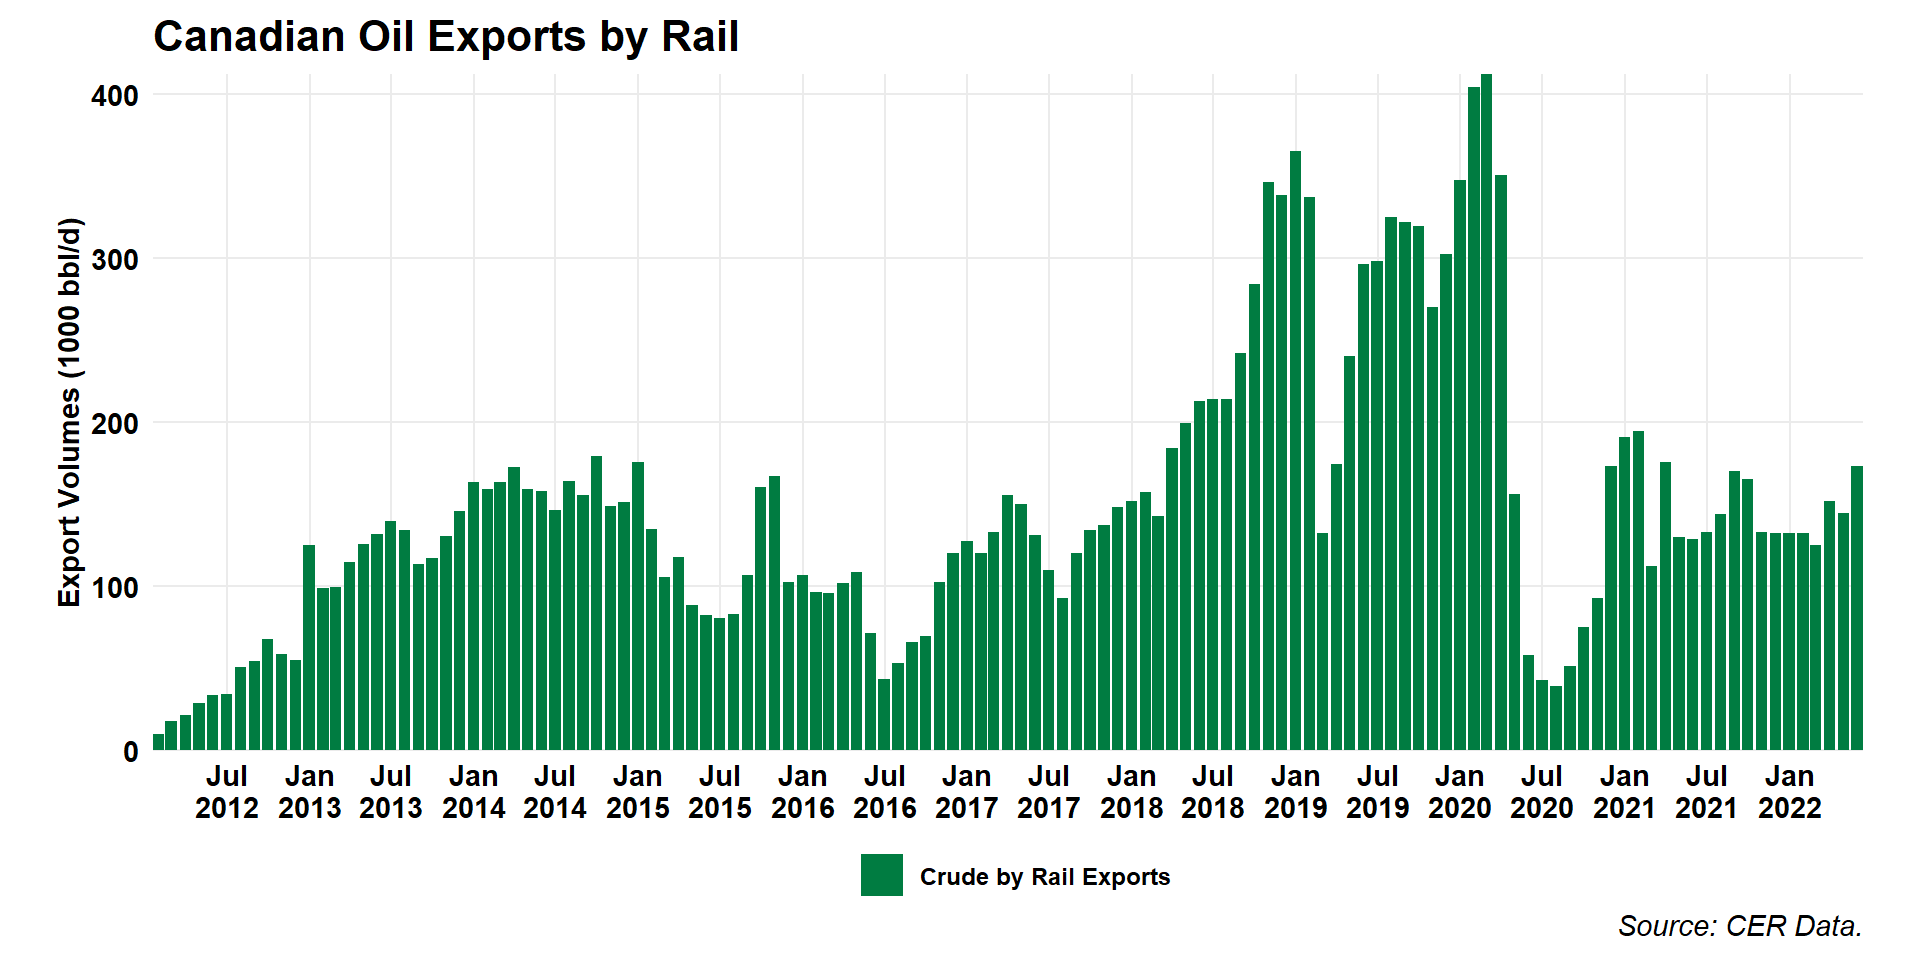 Canadian Oil Exports by Rail
Export Volumes (1000 bbl/d)
400
300
200
100
0
Jul Jan Jul Jan Jul Jan Jul Jan Jul Jan Jul Jan Jul Jan Jul Jan Jul Jan Jul Jan
2012 2013 2013 2014 2014 2015 2015 2016 2016 2017 2017 2018 2018 2019 2019 2020 2020 2021 2021 2022
Crude by Rail Exports
Source: CER Data.